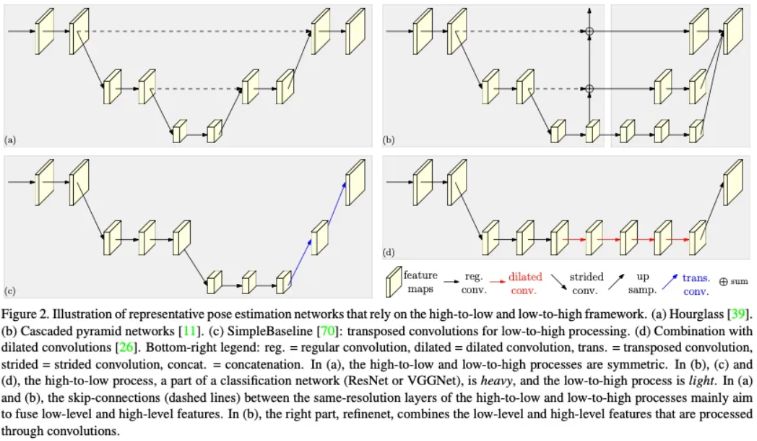 (a)
(b)
(c)
(d)
feature maps
reg. conv.
dilated conv.
strided conv.
up samp.
trans. conv.
⊕ sum
Figure 2. Illustration of representative pose estimation networks that rely on the high-to-low and low-to-high framework. (a) Hourglass [39].
(b) Cascaded pyramid networks [11]. (c) SimpleBaseline [70]: transposed convolutions for low-to-high processing. (d) Combination with
dilated convolutions [26]. Bottom-right legend: reg. = regular convolution, dilated = dilated convolution, trans. = transposed convolution,
strided = strided convolution, concat. = concatenation. In (a), the high-to-low and low-to-high processes are symmetric. In (b), (c) and
(d), the high-to-low process, a part of a classification network (ResNet or VGGNet), is heavy, and the low-to-high process is light. In (a)
and (b), the skip-connections (dashed lines) between the same-resolution layers of the high-to-low and low-to-high processes mainly aim
to fuse low-level and high-level features. In (b), the right part, refinenet, combines the low-level and high-level features that are processed
through convolutions.